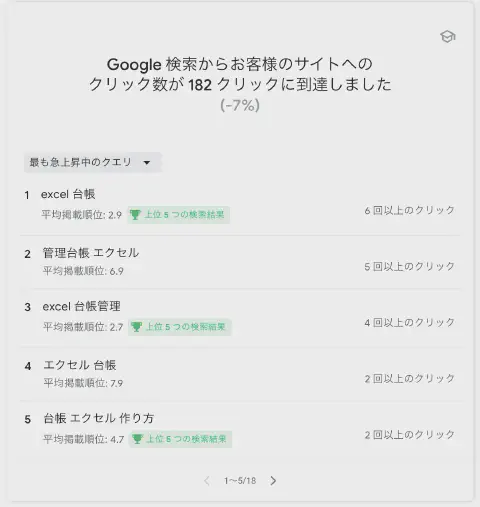 Google 検索からお客様のサイトへの
クリック数が 182 クリックに到達しました
(-7%)
最も急上昇中のクエリ
1 excel 台帳
平均掲載順位: 2.9 上位 5 つの検索結果
6 回以上のクリック
2 管理台帳 エクセル
平均掲載順位: 6.9
5 回以上のクリック
3 excel 台帳管理
平均掲載順位: 2.7 上位 5 つの検索結果
4 回以上のクリック
4 エクセル 台帳
平均掲載順位: 7.9
2 回以上のクリック
5 台帳 エクセル 作り方
平均掲載順位: 4.7 上位 5 つの検索結果
2 回以上のクリック
1～5/18